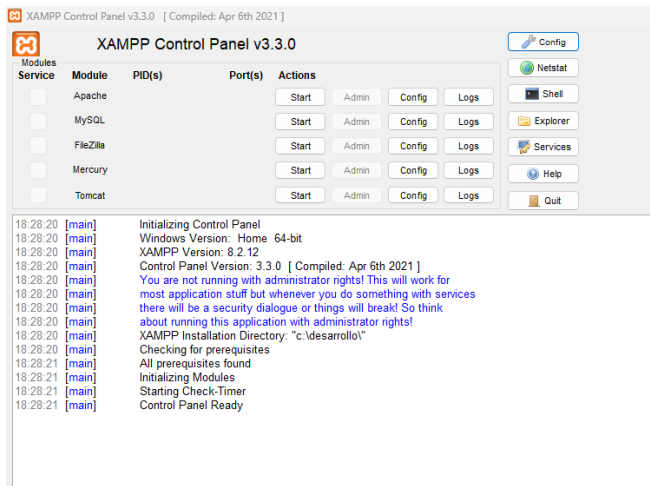 XAMPP Control Panel v3.3.0 [ Compiled: Apr 6th 2021 ]
XAMPP Control Panel v3.3.0
Config
Modules
Netstat
Service Module PID(s) Port(s) Actions
Apache Start Admin Config Logs
Shell
MySQL Start Admin Config Logs
Explorer
FileZilla Start Admin Config Logs
Services
Mercury Start Admin Config Logs
Help
Tomcat Start Admin Config Logs
Quit
18:28:20 [main] Initializing Control Panel
18:28:20 [main] Windows Version: Home 64-bit
18:28:20 [main] XAMPP Version: 8.2.12
18:28:20 [main] Control Panel Version: 3.3.0 [ Compiled: Apr 6th 2021 ]
18:28:20 [main] You are not running with administrator rights! This will work for
18:28:20 [main] most application stuff but whenever you do something with services
18:28:20 [main] there will be a security dialogue or things will break! So think
18:28:20 [main] about running this application with administrator rights!
18:28:20 [main] XAMPP Installation Directory: "c:\desarrollo\"
18:28:20 [main] Checking for prerequisites
18:28:21 [main] All prerequisites found
18:28:21 [main] Initializing Modules
18:28:21 [main] Starting Check-Timer
18:28:21 [main] Control Panel Ready